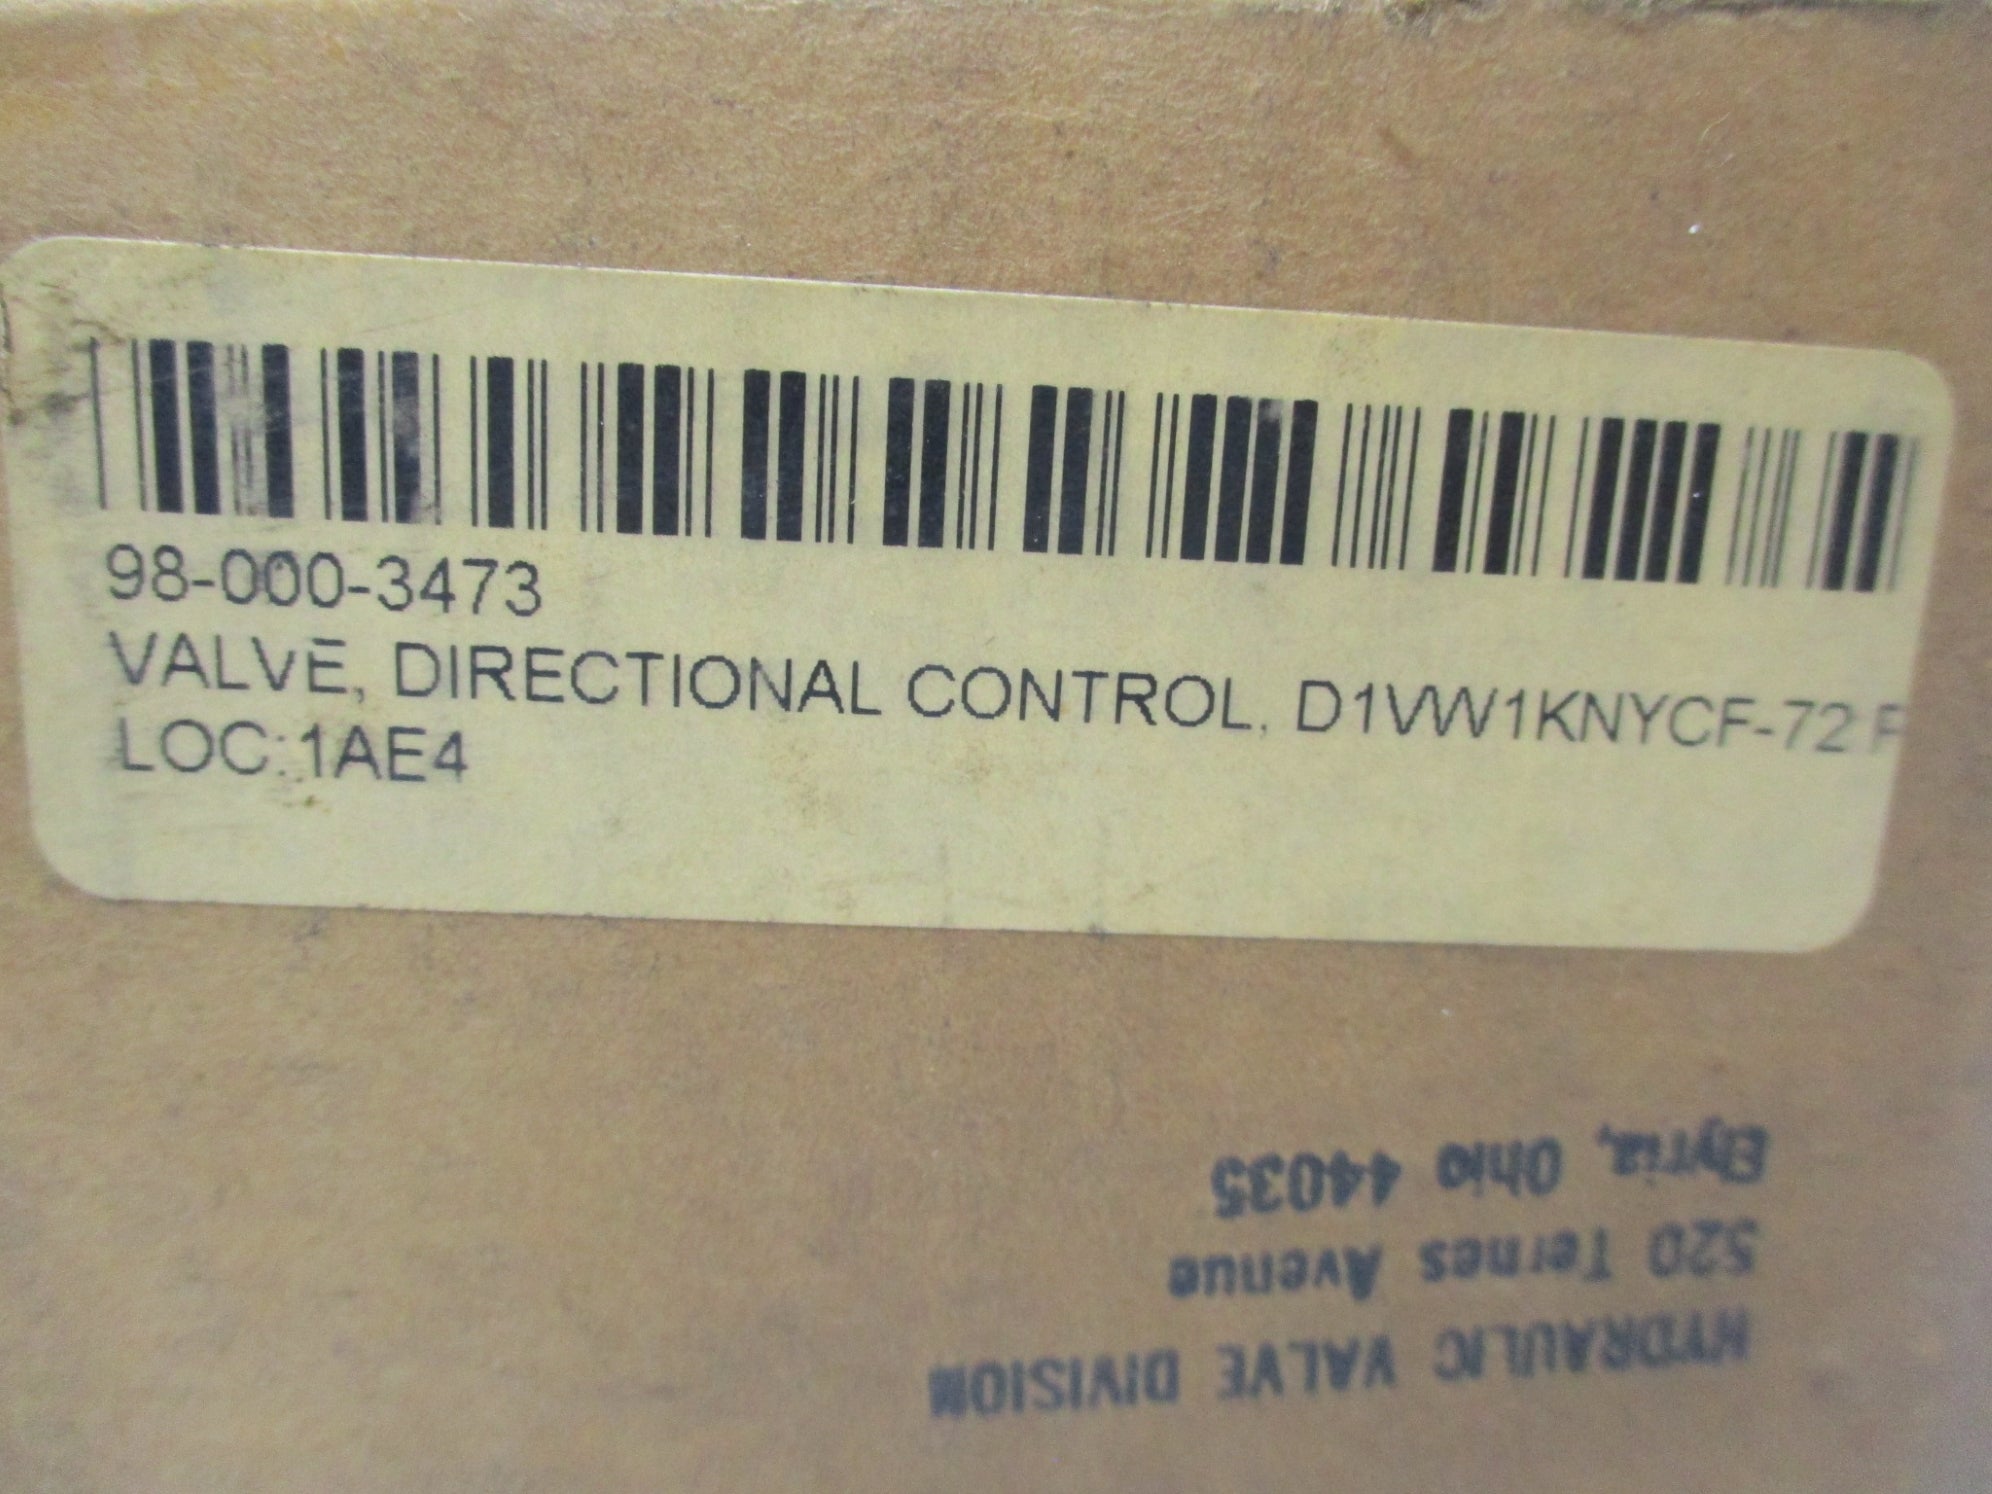 98-000-3473
VALVE, DIRECTIONAL CONTROL, D1VW1KNYCF-72
LOC: 1AE4
HYDRAULIC VALVE DIVISION
520 Ternes Avenue
Elyria, Ohio 44035